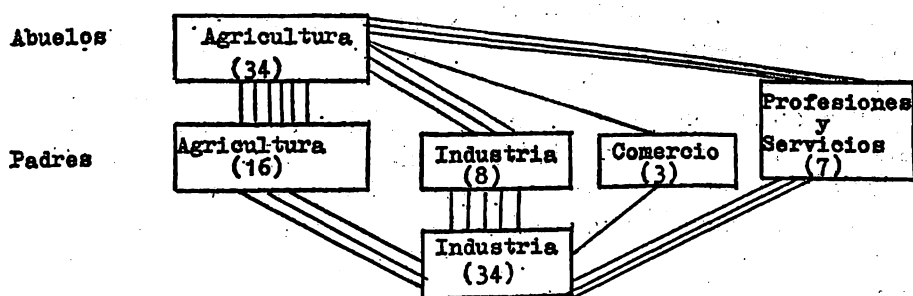 Abuelos
Agricultura
(34)
Profesiones
y
Servicios
(7)
Padres
Agricultura
(16)
Industria
(8)
Comercio
(3)
Industria
(34)